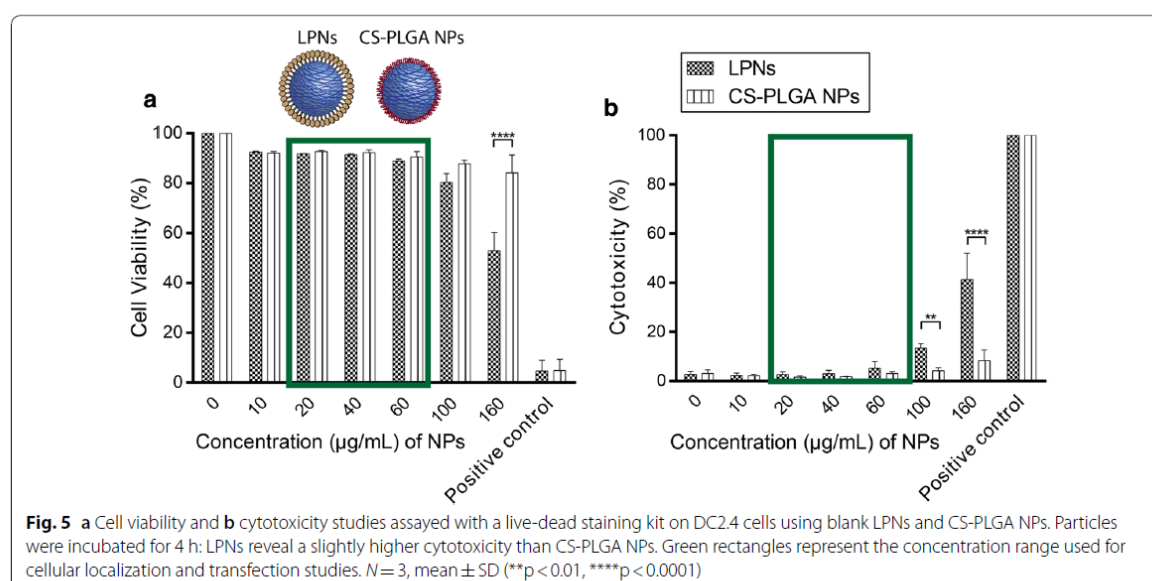 LPNs CS-PLGA NPs
a
****
100
80
60
40
20
0
Cell Viability (%)
0 10 20 40 60 100 160 Positive control
Concentration (µg/mL) of NPs
b
LPNs
CS-PLGA NPs
****
**
100
80
60
40
20
0
Cytotoxicity (%)
0 10 20 40 60 100 160 Positive control
Concentration (µg/mL) of NPs
Fig. 5 a Cell viability and b cytotoxicity studies assayed with a live-dead staining kit on DC2.4 cells using blank LPNs and CS-PLGA NPs. Particles
were incubated for 4 h: LPNs reveal a slightly higher cytotoxicity than CS-PLGA NPs. Green rectangles represent the concentration range used for
cellular localization and transfection studies. N = 3, mean ± SD (**p < 0.01, ****p < 0.0001)